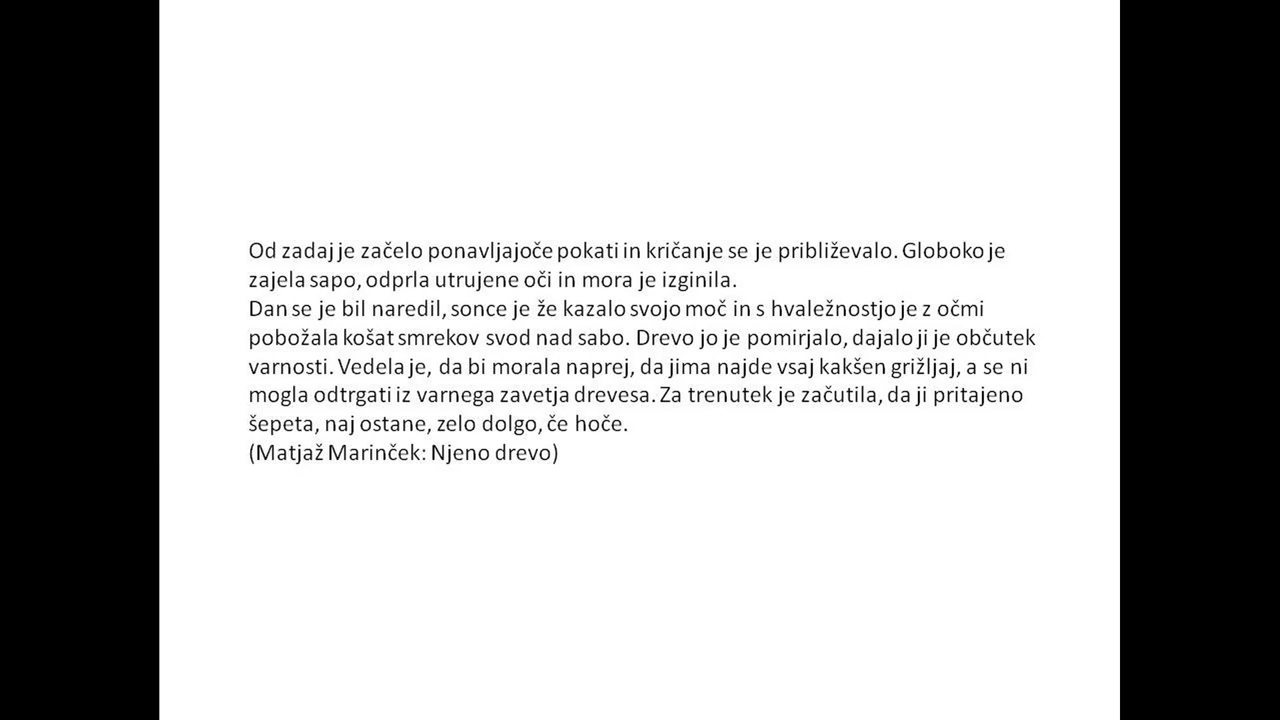 Od zadaj je začelo ponavljajoče pokati in kričanje se je približevalo. Globoko je
zajela sapo, odprla utrujene oči in mora je izginila.
Dan se je bil naredil, sonce je že kazalo svojo moč in s hvaležnostjo je z očmi
pobožala košat smrekov svod nad sabo. Drevo jo je pomirjalo, dajalo ji je občutek
varnosti. Vedela je, da bi morala naprej, da jima najde vsaj kakšen grižljaj, a se ni
mogla odtrgati iz varnega zavetja drevesa. Za trenutek je začutila, da ji pritajeno
šepeta, naj ostane, zelo dolgo, če hoče.
(Matjaž Marinček: Njeno drevo)